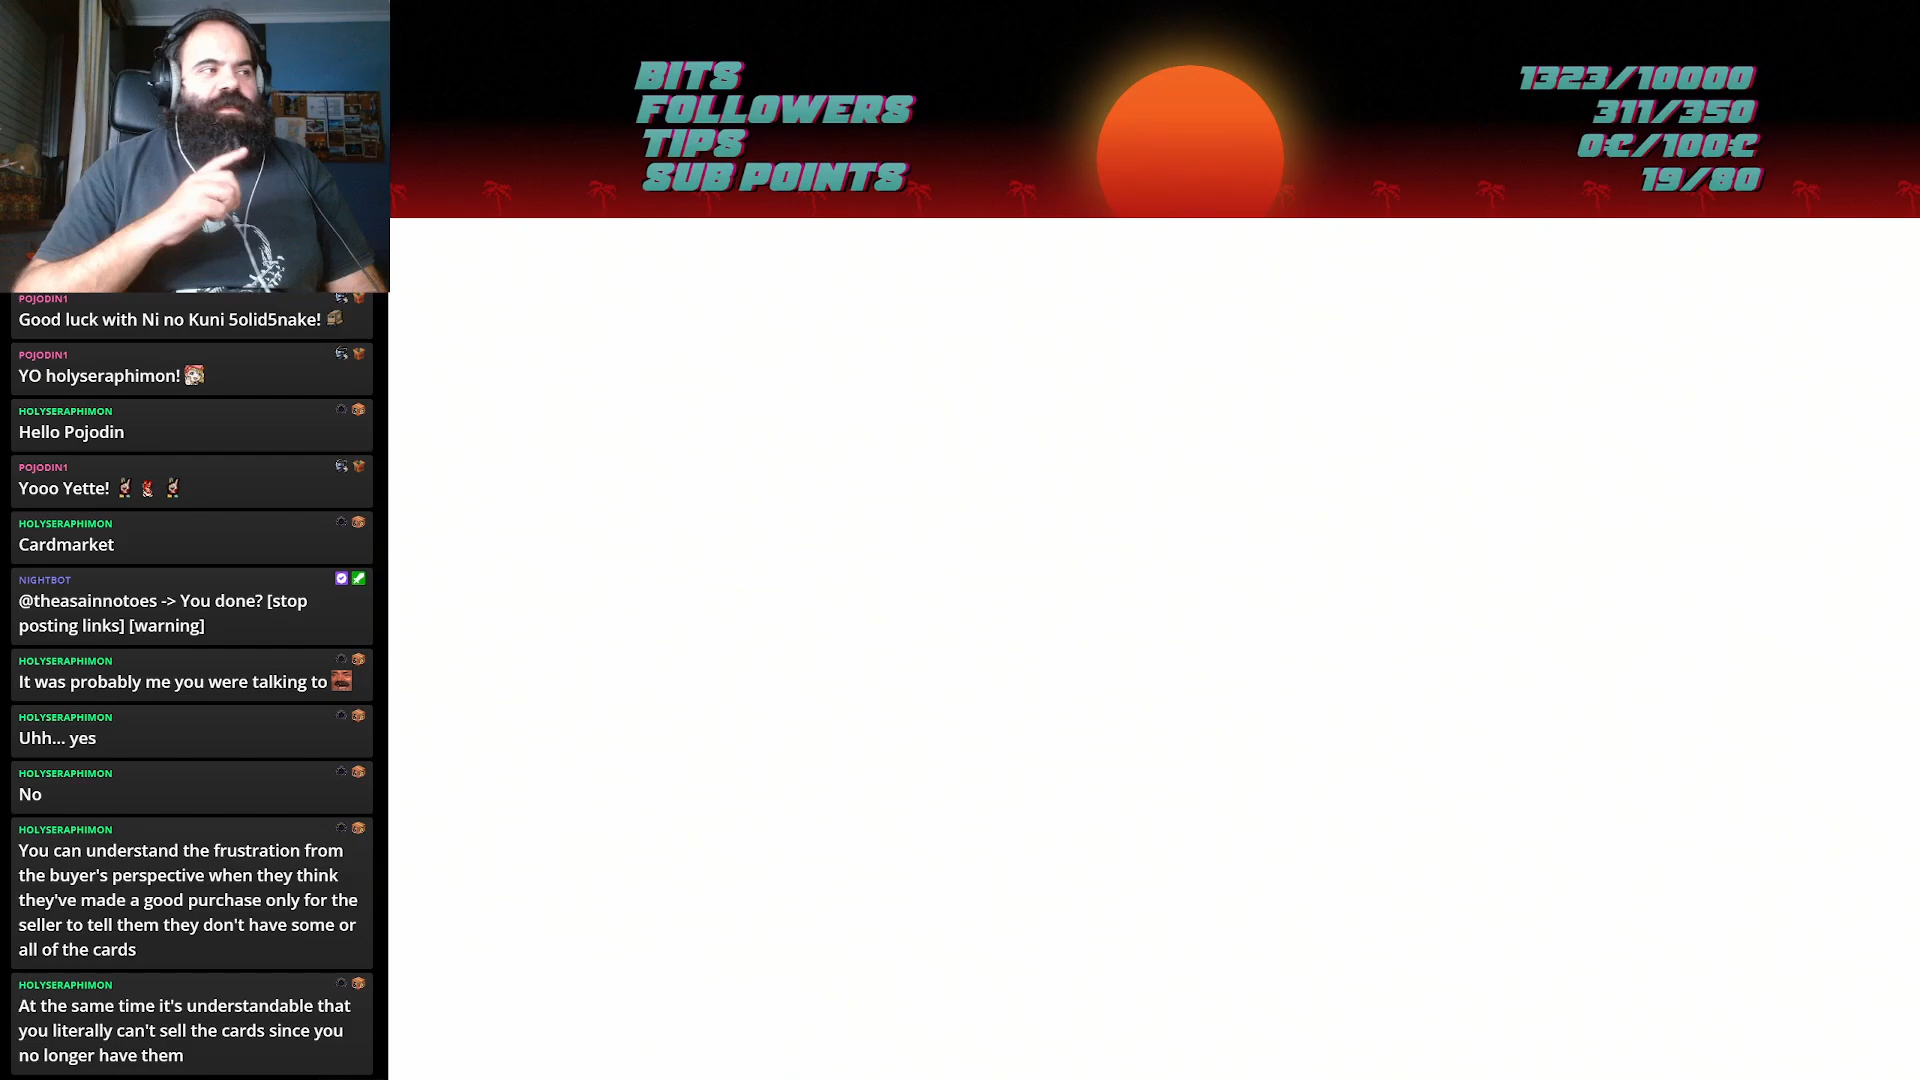 BITS
FOLLOWERS
TIPS
SUB POINTS
1323/10000
311/350
0€/100€
19/80
POJODIN1
Good luck with Ni no Kuni 5olid5nake!
POJODIN1
YO holyseraphimon!
HOLYSERAPHIMON
Hello Pojodin
POJODIN1
Yooo Yette!
HOLYSERAPHIMON
Cardmarket
NIGHTBOT
@theasainnotoes -> You done? [stop
posting links] [warning]
HOLYSERAPHIMON
It was probably me you were talking to
HOLYSERAPHIMON
Uhh... yes
HOLYSERAPHIMON
No
HOLYSERAPHIMON
You can understand the frustration from
the buyer's perspective when they think
they've made a good purchase only for the
seller to tell them they don't have some or
all of the cards
HOLYSERAPHIMON
At the same time it's understandable that
you literally can't sell the cards since you
no longer have them